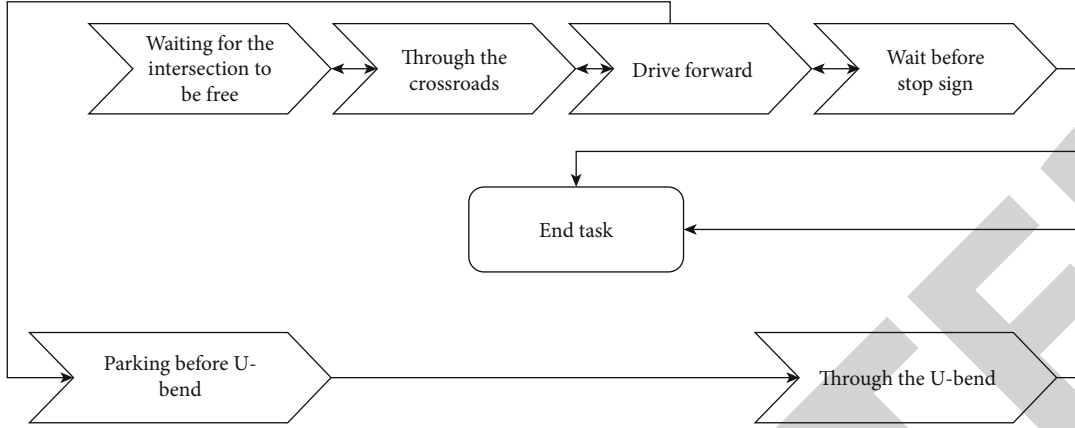 Waiting for the
intersection to
be free
Through the
crossroads
Drive forward
Wait before
stop sign
End task
Parking before U-
bend
Through the U-bend